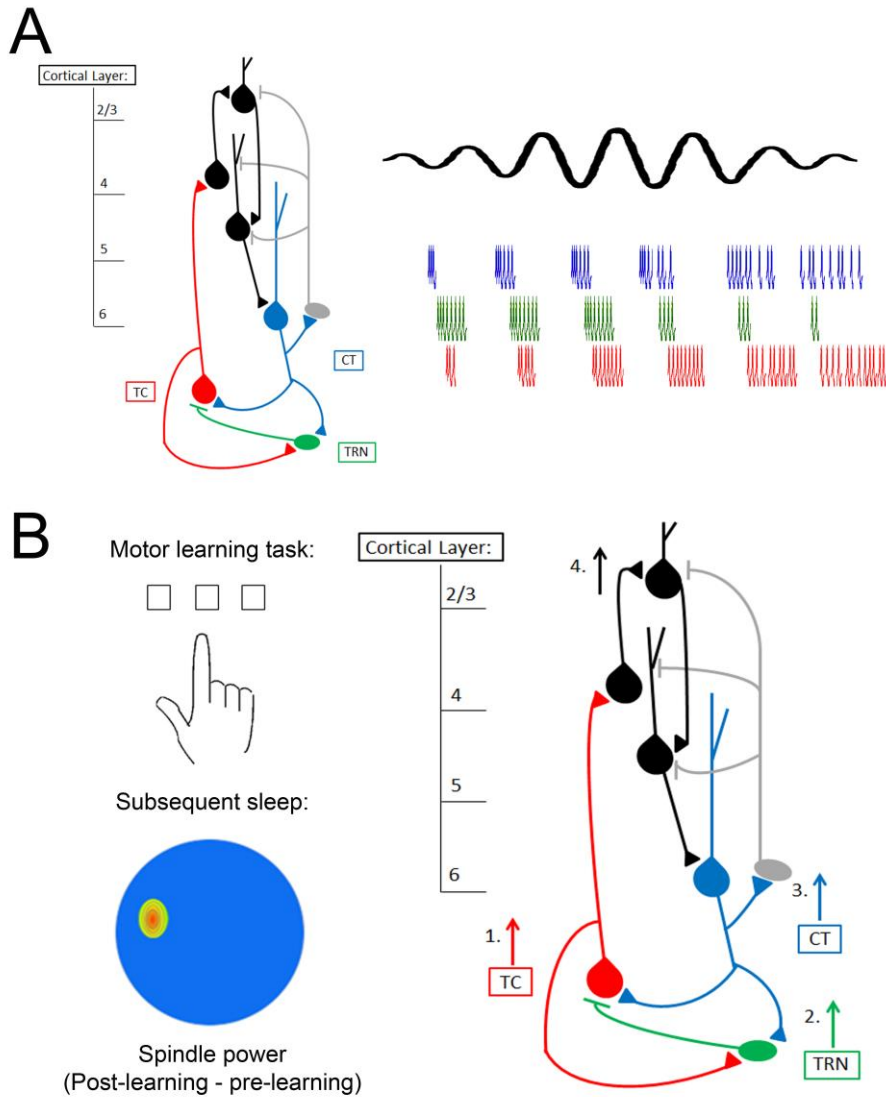 A
Cortical Layer:
2/3
4
5
6
TC
CT
TRN
B
Motor learning task:
Subsequent sleep:
Spindle power
(Post-learning - pre-learning)
Cortical Layer:
2/3
4
5
6
4.
3.
CT
1.
TC
2.
TRN